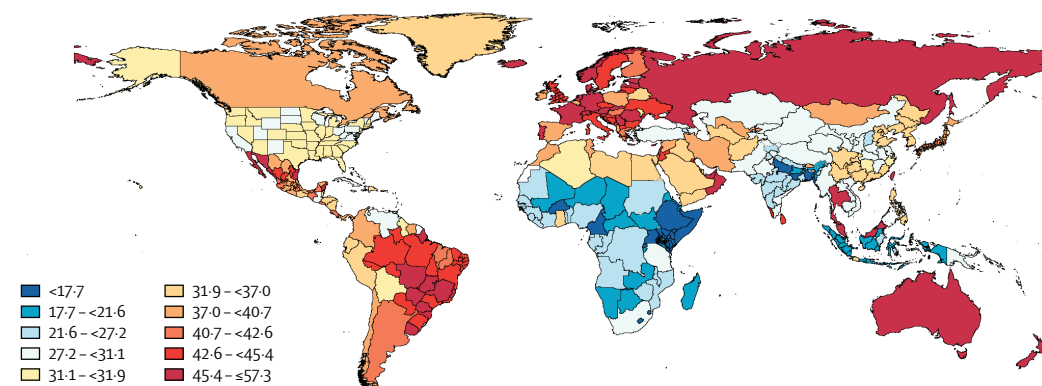 <17·7
17·7 – <21·6
21·6 – <27·2
27·2 – <31·1
31·1 – <31·9
31·9 – <37·0
37·0 – <40·7
40·7 – <42·6
42·6 – <45·4
45·4 – ≤57·3